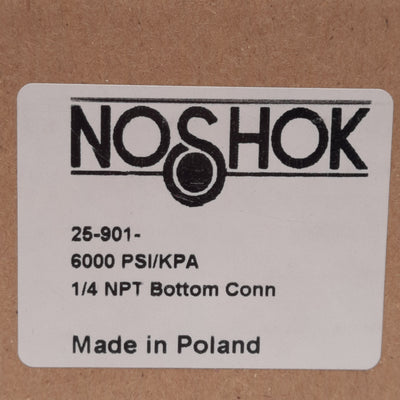 NOSHOK
25-901-
6000 PSI/KPA
1/4 NPT Bottom Conn
Made in Poland